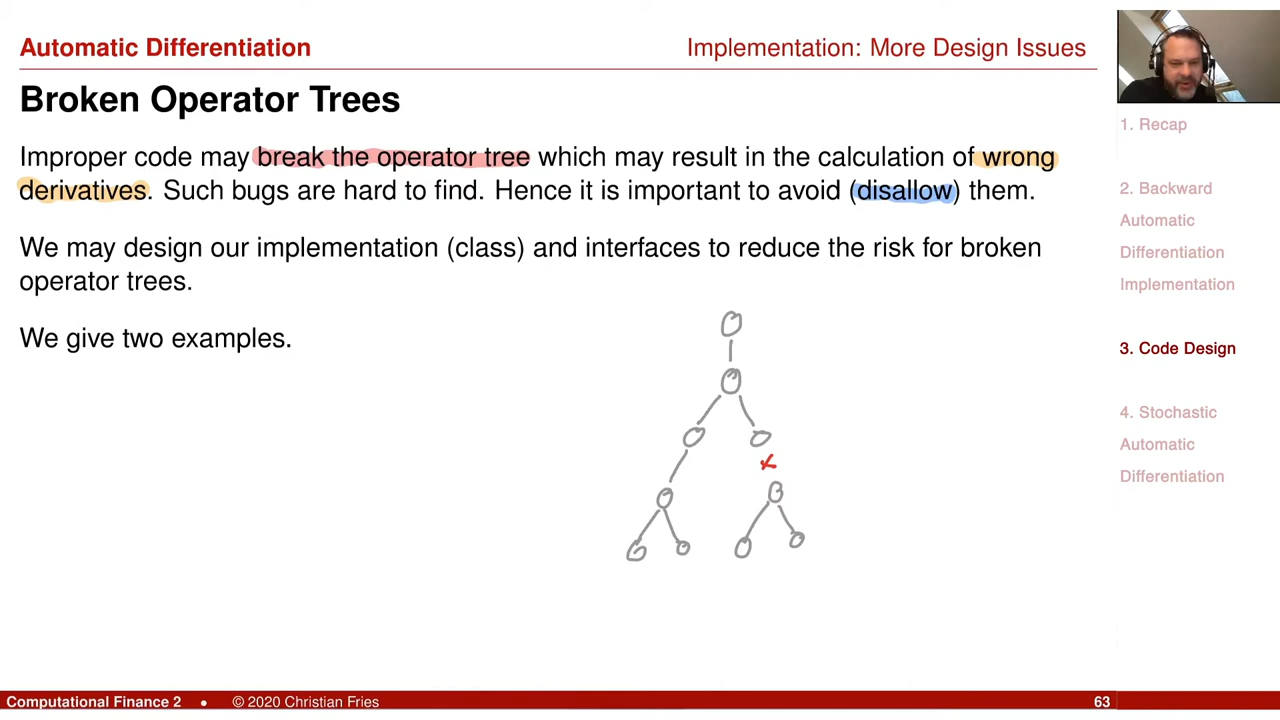 Automatic Differentiation
Implementation: More Design Issues
Broken Operator Trees
Improper code may break the operator tree which may result in the calculation of wrong
derivatives. Such bugs are hard to find. Hence it is important to avoid (disallow) them.
We may design our implementation (class) and interfaces to reduce the risk for broken
operator trees.
We give two examples.
1. Recap
2. Backward
Automatic
Differentiation
Implementation
3. Code Design
4. Stochastic
Automatic
Differentiation
Computational Finance 2 • © 2020 Christian Fries
63